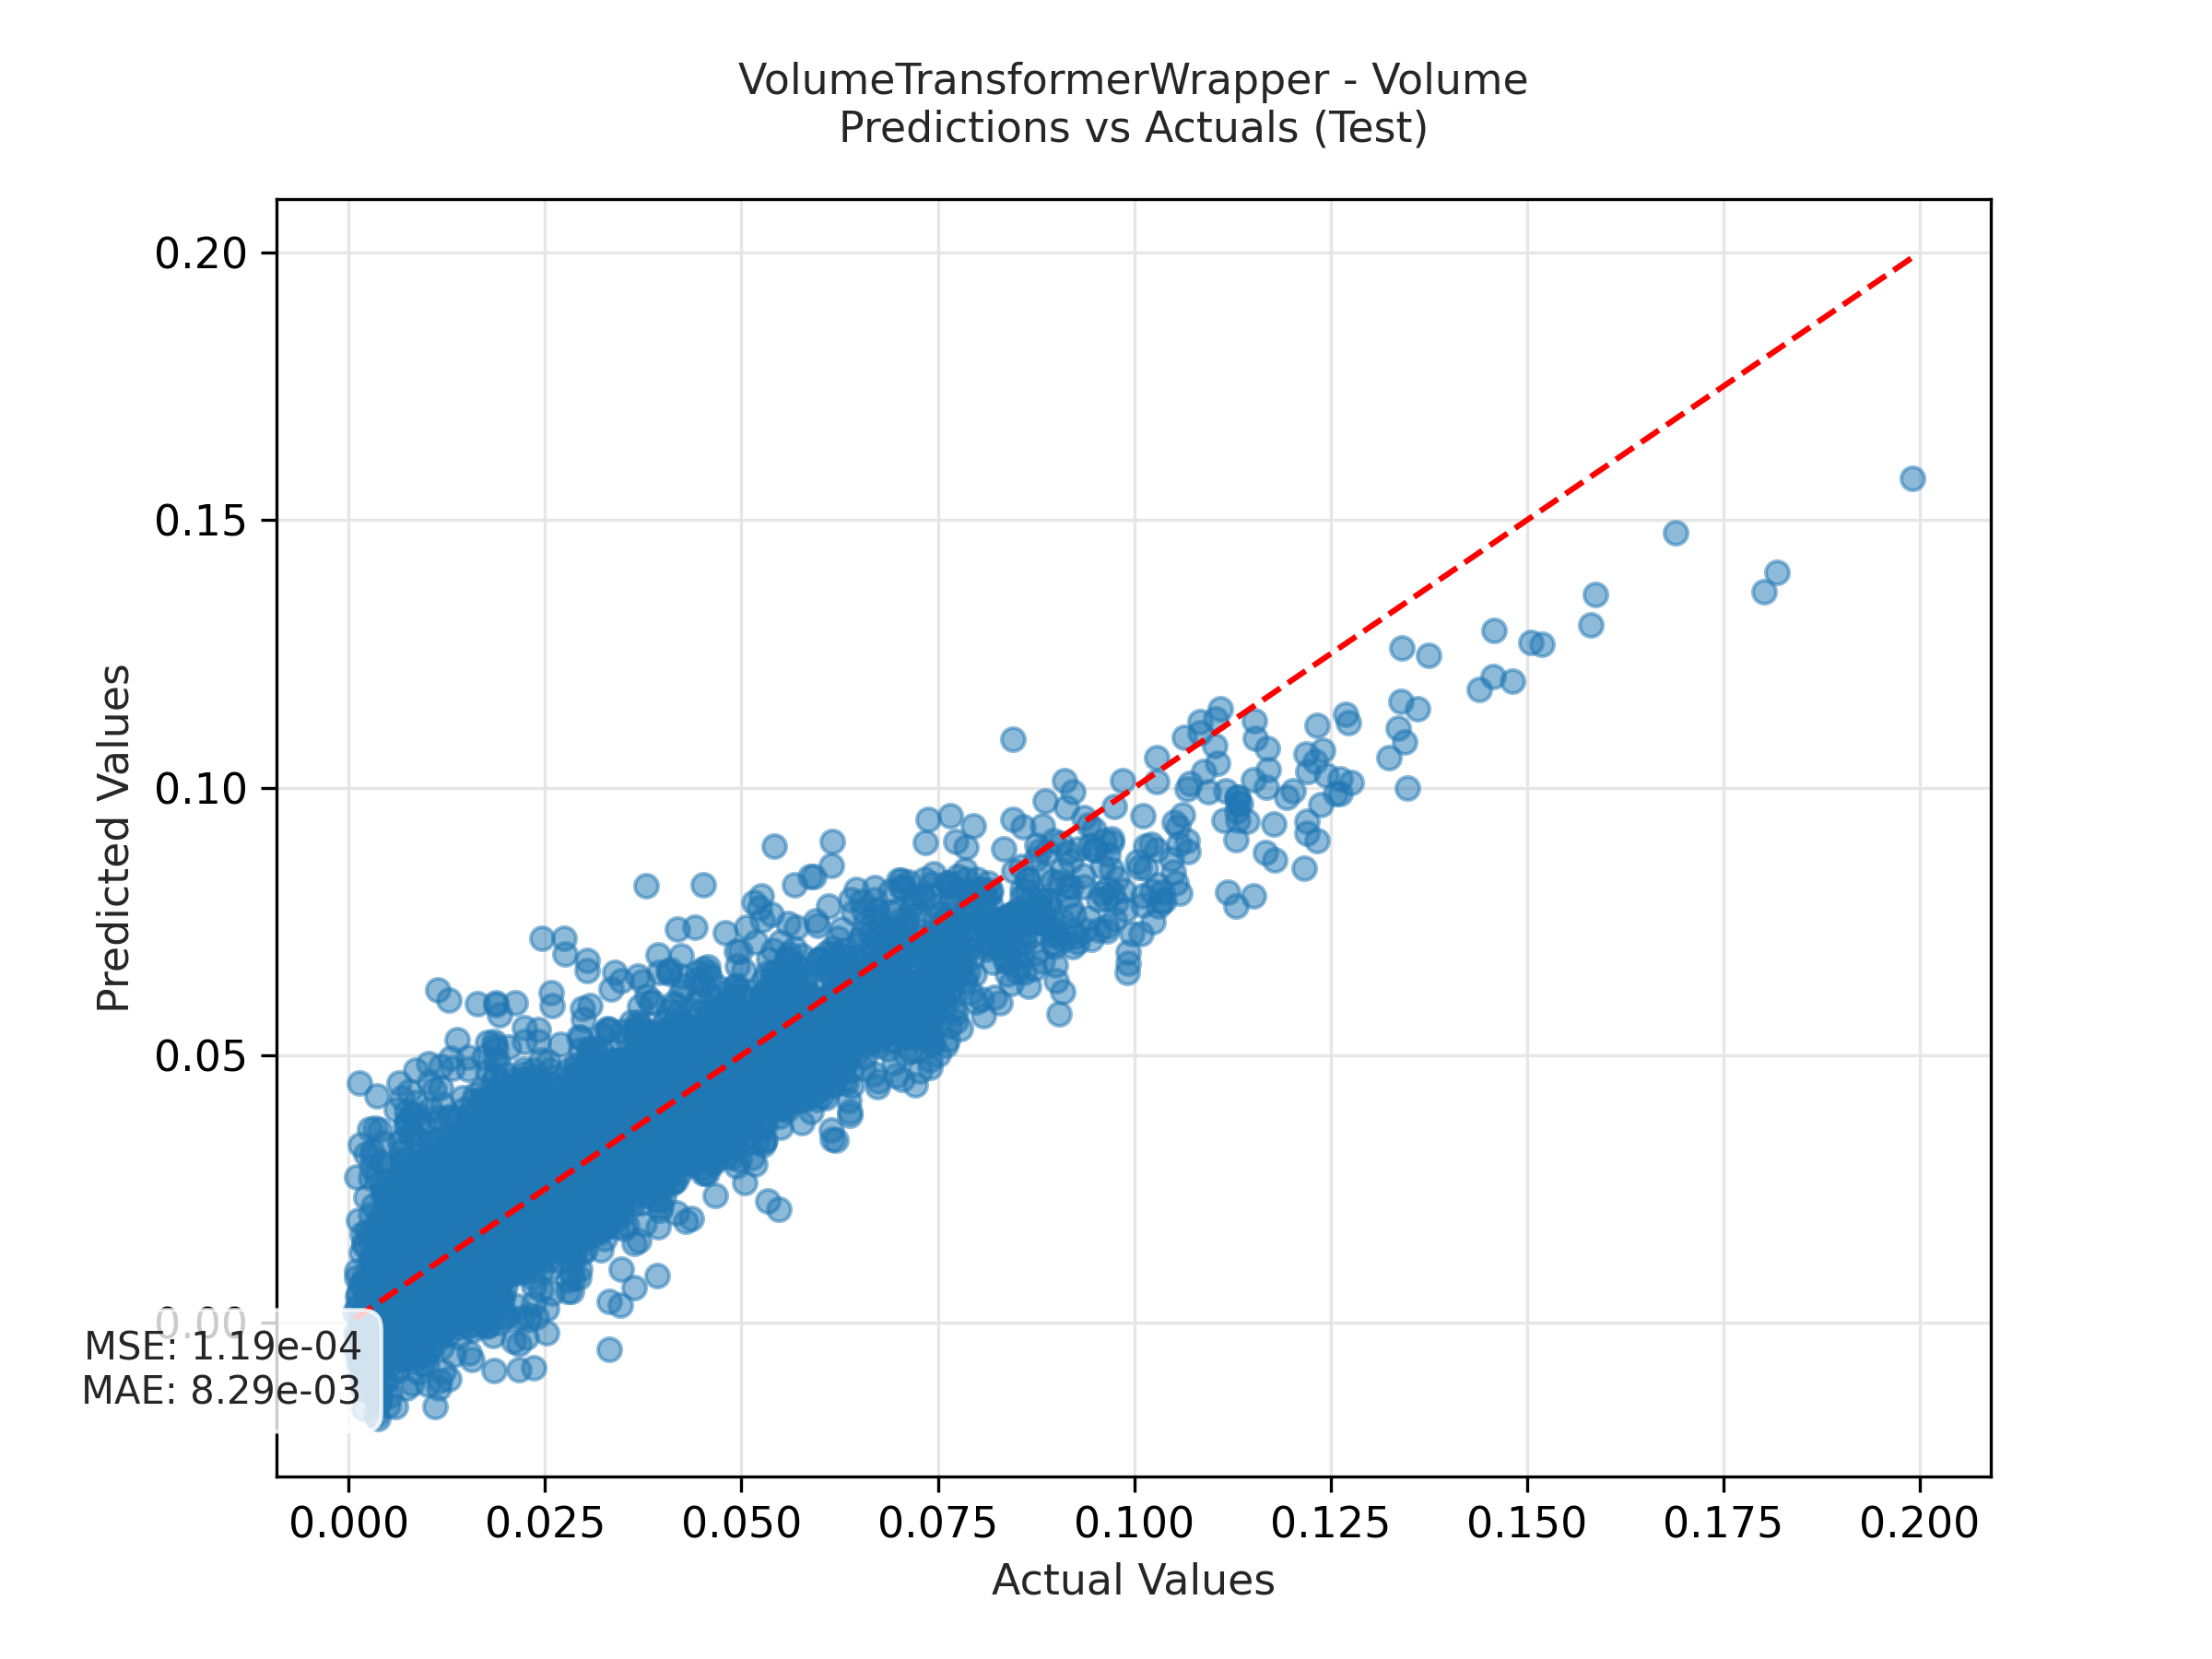 VolumeTransformerWrapper - Volume
Predictions vs Actuals (Test)
Predicted Values
0.20
0.15
0.10
0.05
0.00
MSE: 1.19e-04
MAE: 8.29e-03
0.000 0.025 0.050 0.075 0.100 0.125 0.150 0.175 0.200
Actual Values